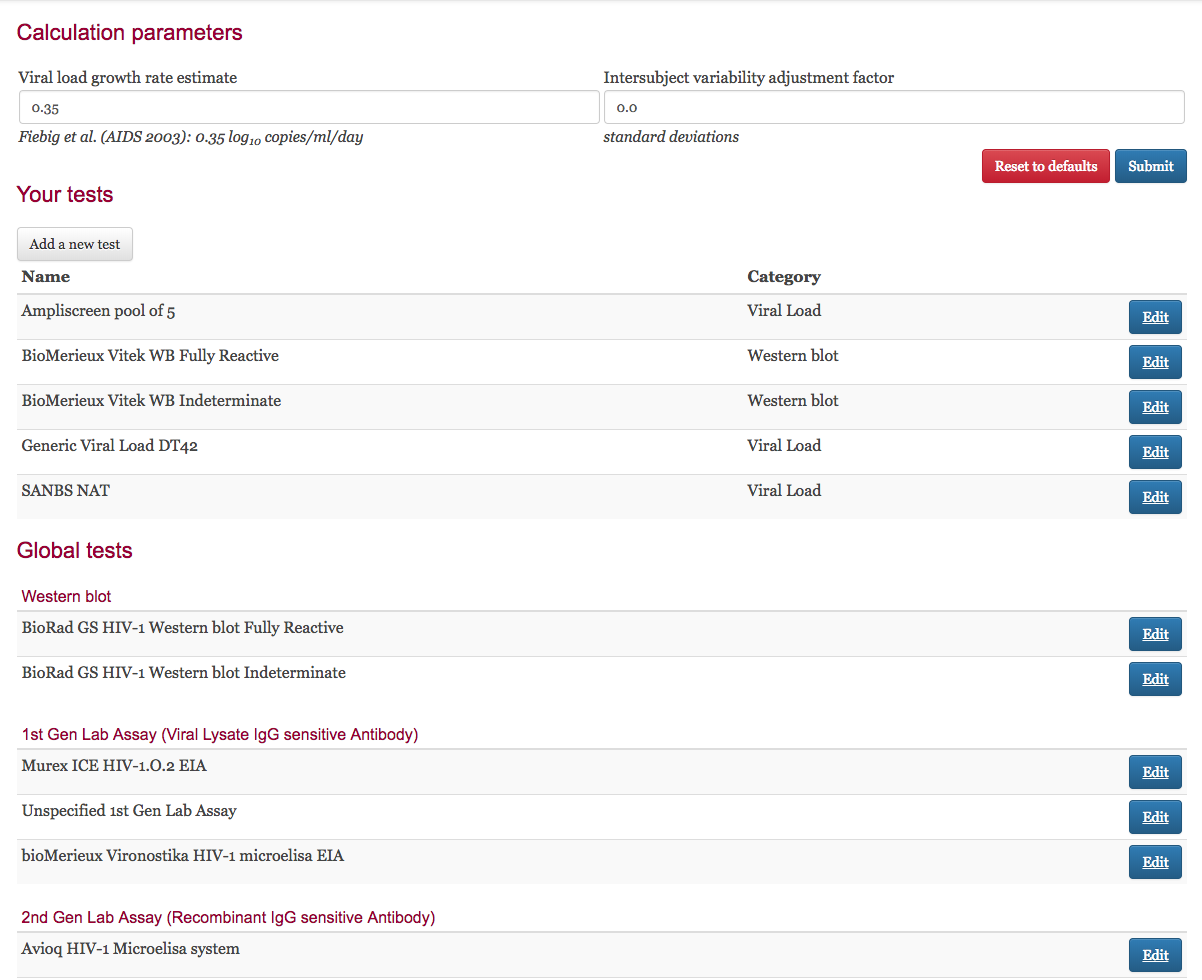 Calculation parameters
Viral load growth rate estimate Intersubject variability adjustment factor
0.35 0.0
Fiebig et al. (AIDS 2003): 0.35 log₁₀ copies/ml/day standard deviations
Reset to defaults Submit
Your tests
Add a new test
Name Category
Ampliscreen pool of 5 Viral Load Edit
BioMerieux Vitek WB Fully Reactive Western blot Edit
BioMerieux Vitek WB Indeterminate Western blot Edit
Generic Viral Load DT42 Viral Load Edit
SANBS NAT Viral Load Edit
Global tests
Western blot
BioRad GS HIV-1 Western blot Fully Reactive Edit
BioRad GS HIV-1 Western blot Indeterminate Edit
1st Gen Lab Assay (Viral Lysate IgG sensitive Antibody)
Murex ICE HIV-1.O.2 EIA Edit
Unspecified 1st Gen Lab Assay Edit
bioMerieux Vironostika HIV-1 microelisa EIA Edit
2nd Gen Lab Assay (Recombinant IgG sensitive Antibody)
Avioq HIV-1 Microelisa system Edit